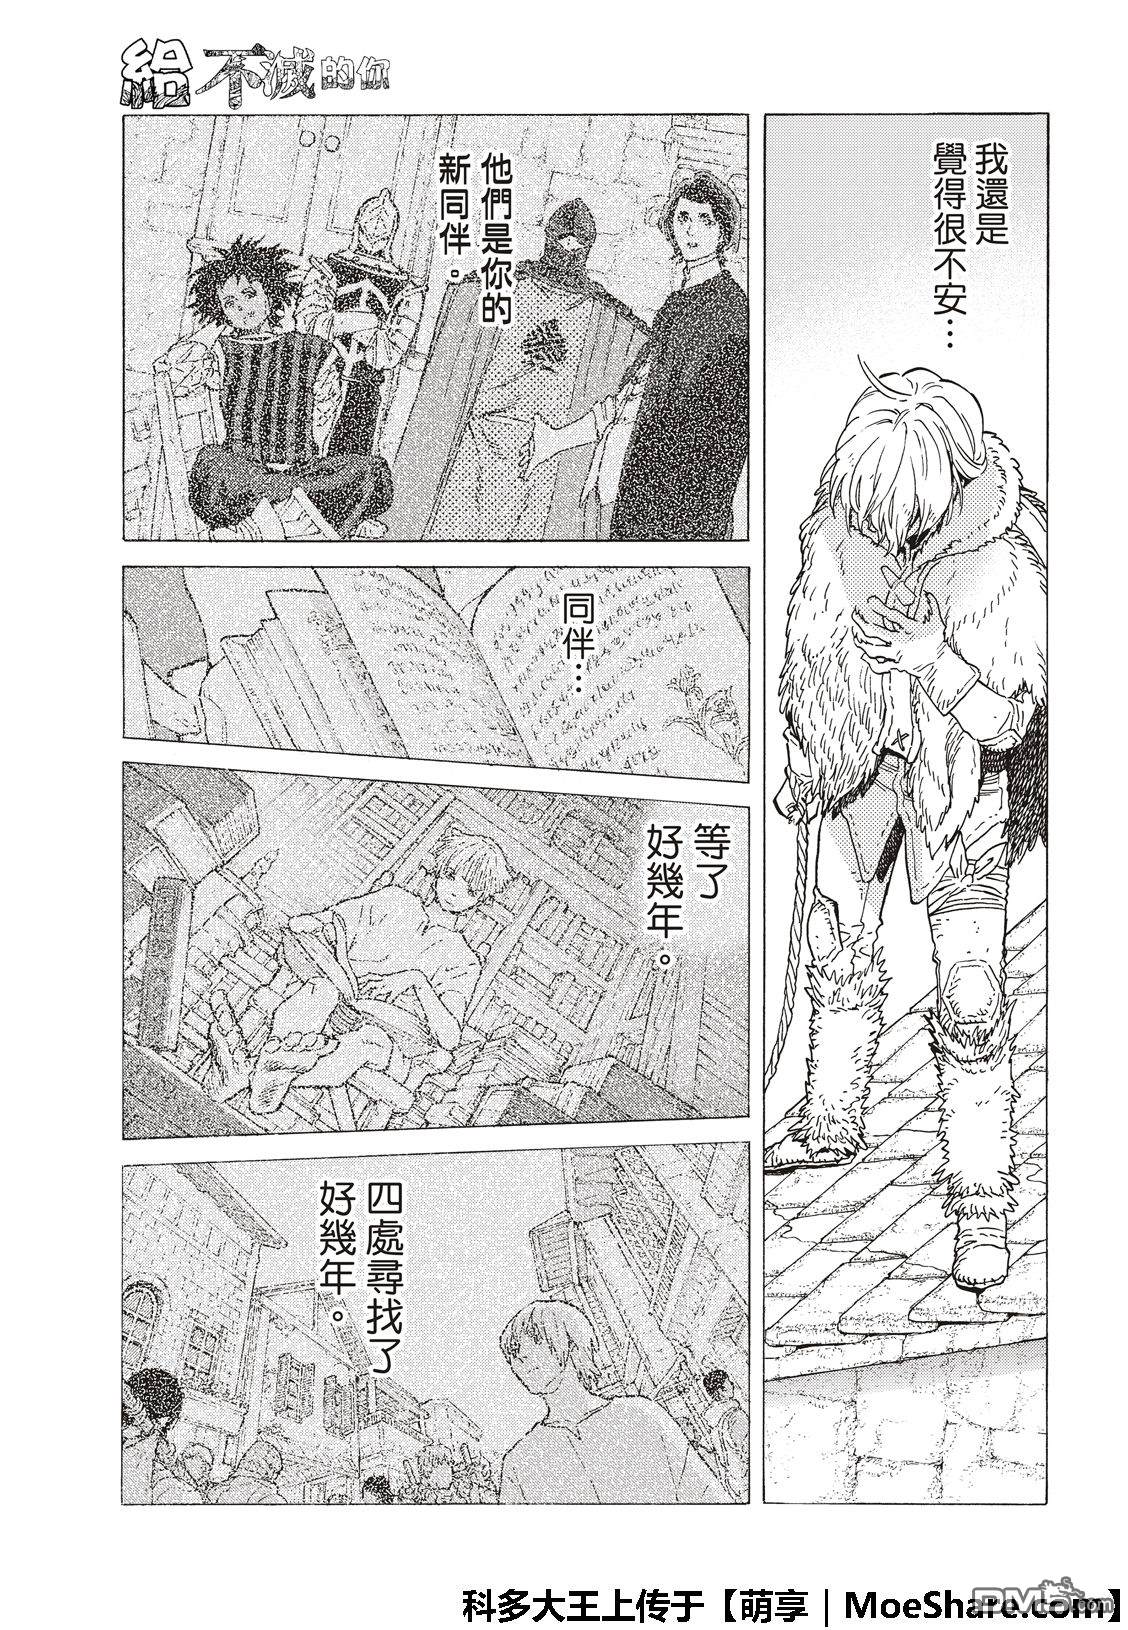 給不滅的你
我還是
覺得很不安…
他們是你的
新同伴。
同伴…
等了
好幾年。
四處尋找了
好幾年。
科多大王上传于【萌享｜MoeShare.com】